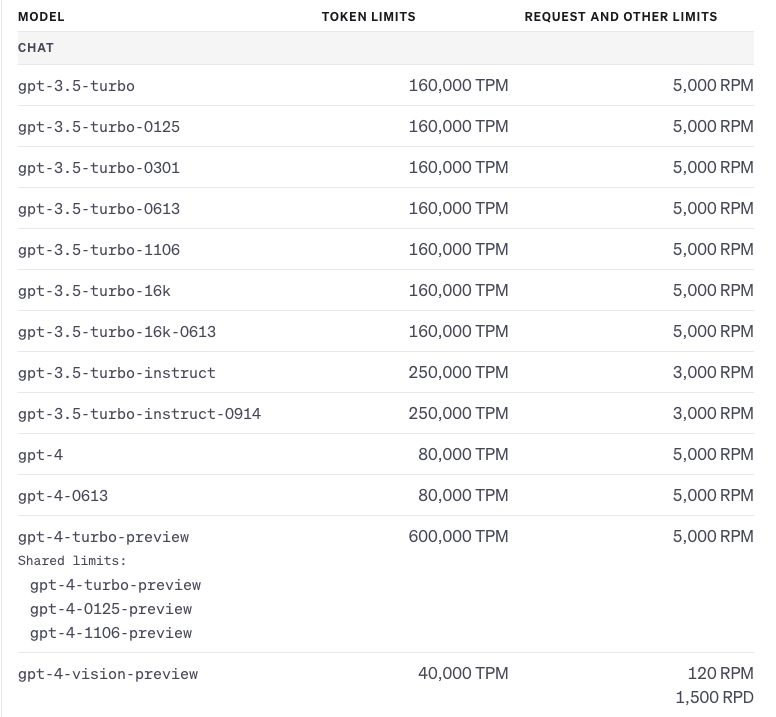 MODEL TOKEN LIMITS REQUEST AND OTHER LIMITS
CHAT
gpt-3.5-turbo 160,000 TPM 5,000 RPM
gpt-3.5-turbo-0125 160,000 TPM 5,000 RPM
gpt-3.5-turbo-0301 160,000 TPM 5,000 RPM
gpt-3.5-turbo-0613 160,000 TPM 5,000 RPM
gpt-3.5-turbo-1106 160,000 TPM 5,000 RPM
gpt-3.5-turbo-16k 160,000 TPM 5,000 RPM
gpt-3.5-turbo-16k-0613 160,000 TPM 5,000 RPM
gpt-3.5-turbo-instruct 250,000 TPM 3,000 RPM
gpt-3.5-turbo-instruct-0914 250,000 TPM 3,000 RPM
gpt-4 80,000 TPM 5,000 RPM
gpt-4-0613 80,000 TPM 5,000 RPM
gpt-4-turbo-preview 600,000 TPM 5,000 RPM
Shared limits:
gpt-4-turbo-preview
gpt-4-0125-preview
gpt-4-1106-preview
gpt-4-vision-preview 40,000 TPM 120 RPM
1,500 RPD